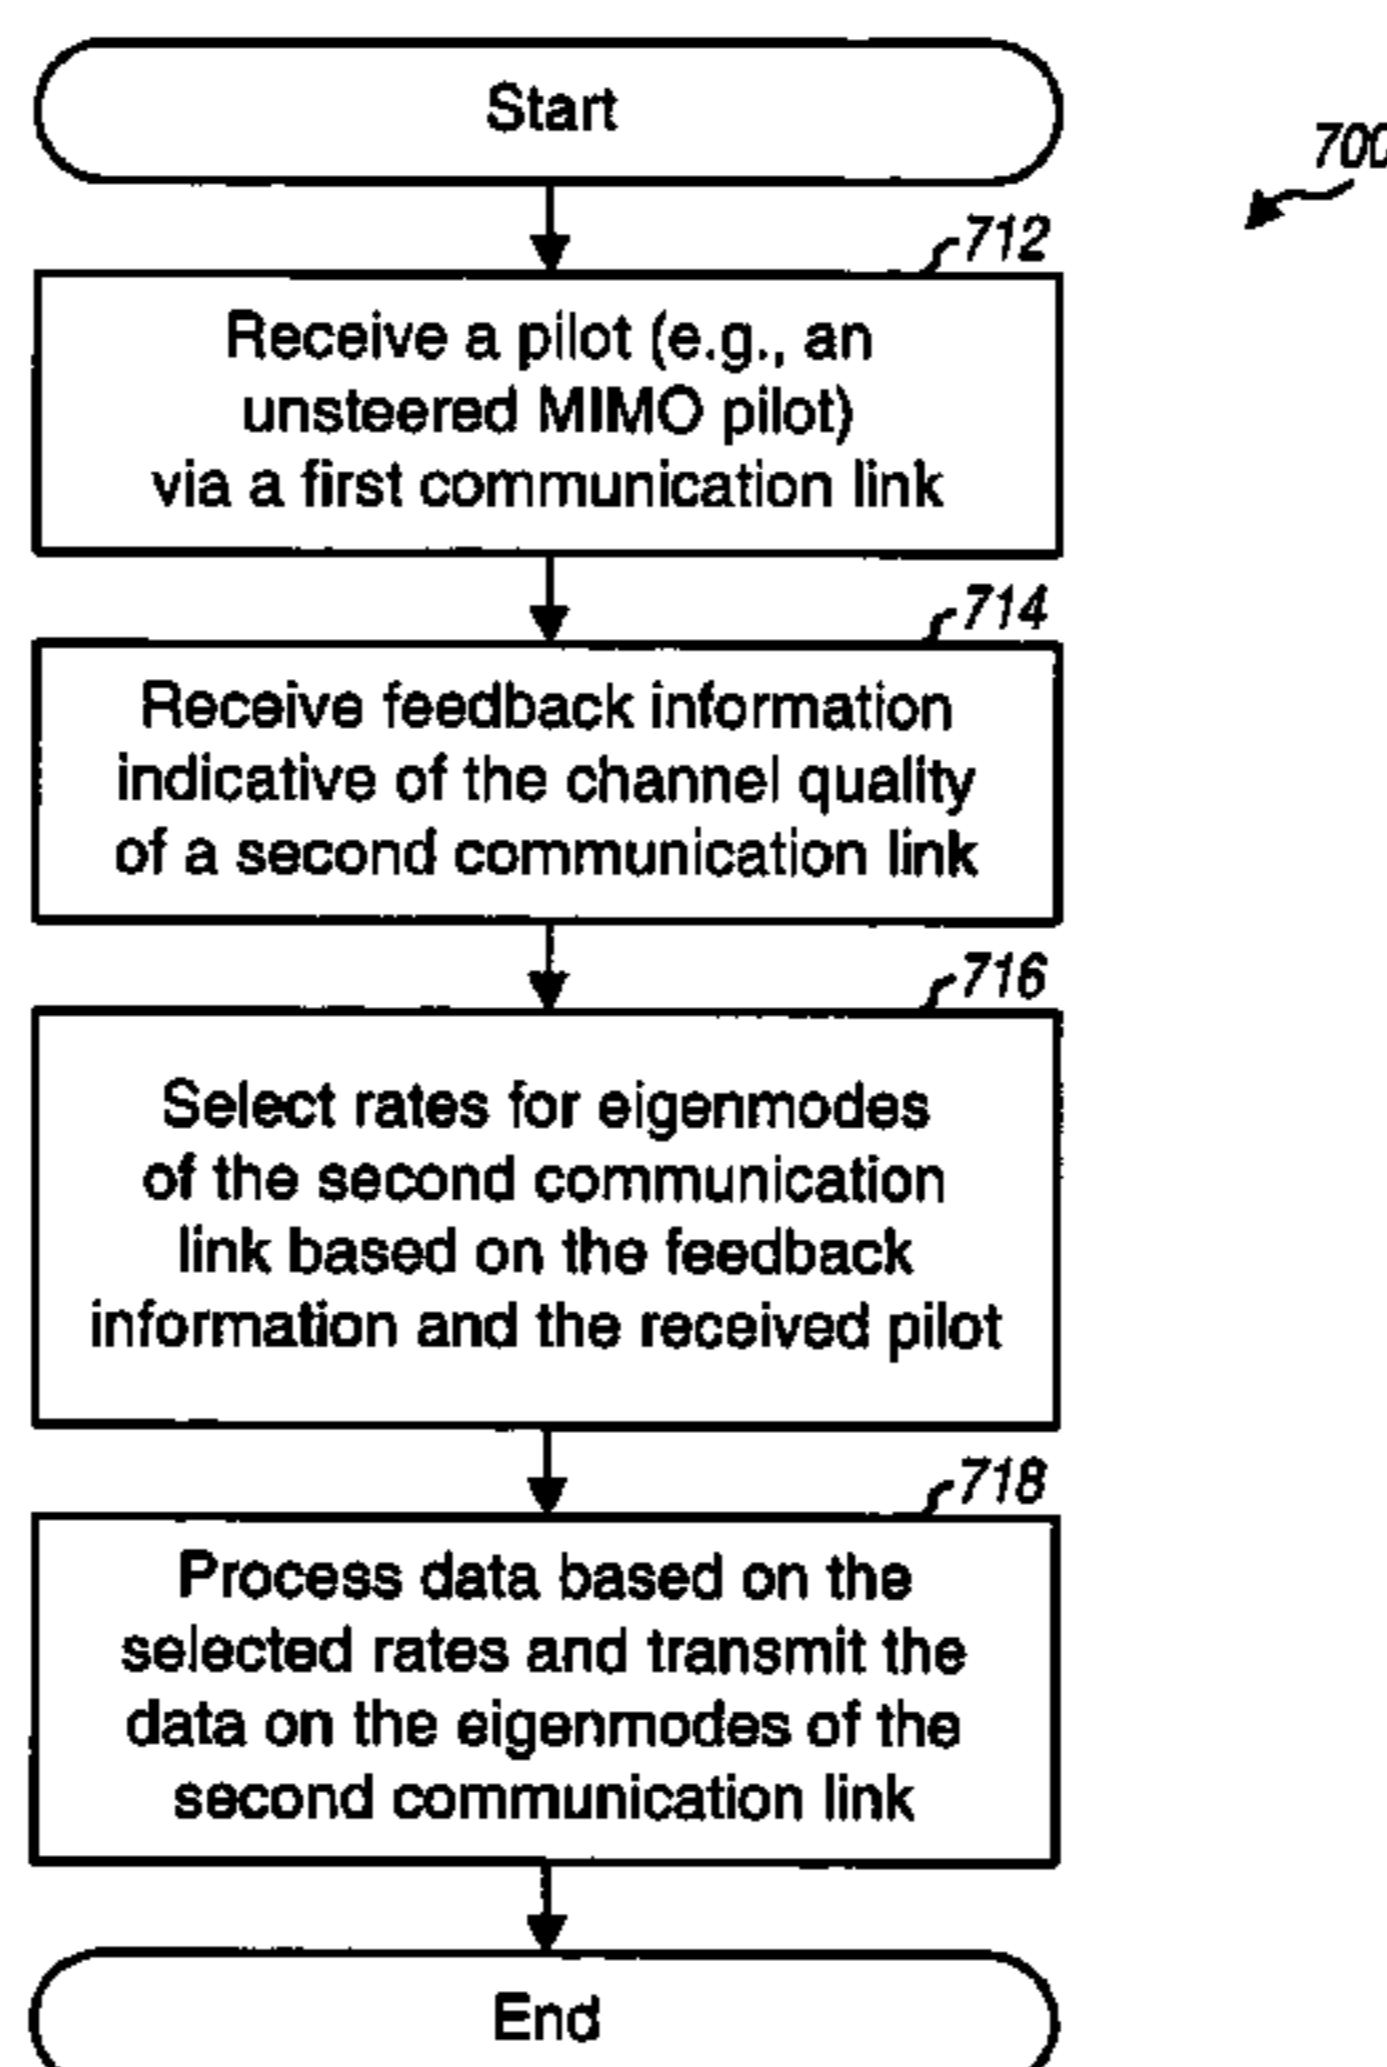 Start
700
712
Receive a pilot (e.g., an
unsteered MIMO pilot)
via a first communication link
714
Receive feedback information
indicative of the channel quality
of a second communication link
716
Select rates for eigenmodes
of the second communication
link based on the feedback
information and the received pilot
718
Process data based on the
selected rates and transmit the
data on the eigenmodes of the
second communication link
End